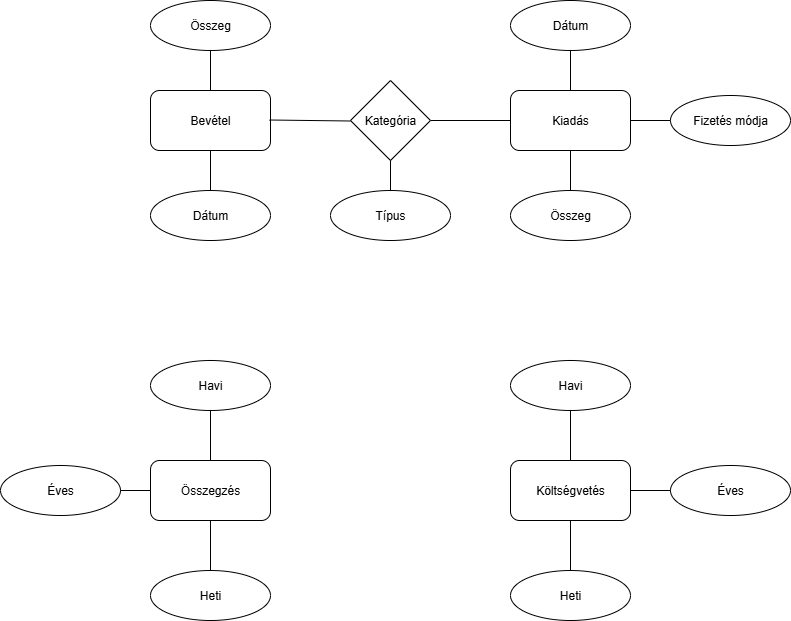 Összeg
Dátum
Bevétel
Kategória
Kiadás
Fizetés módja
Dátum
Típus
Összeg
Havi
Havi
Éves
Összegzés
Költségvetés
Éves
Heti
Heti